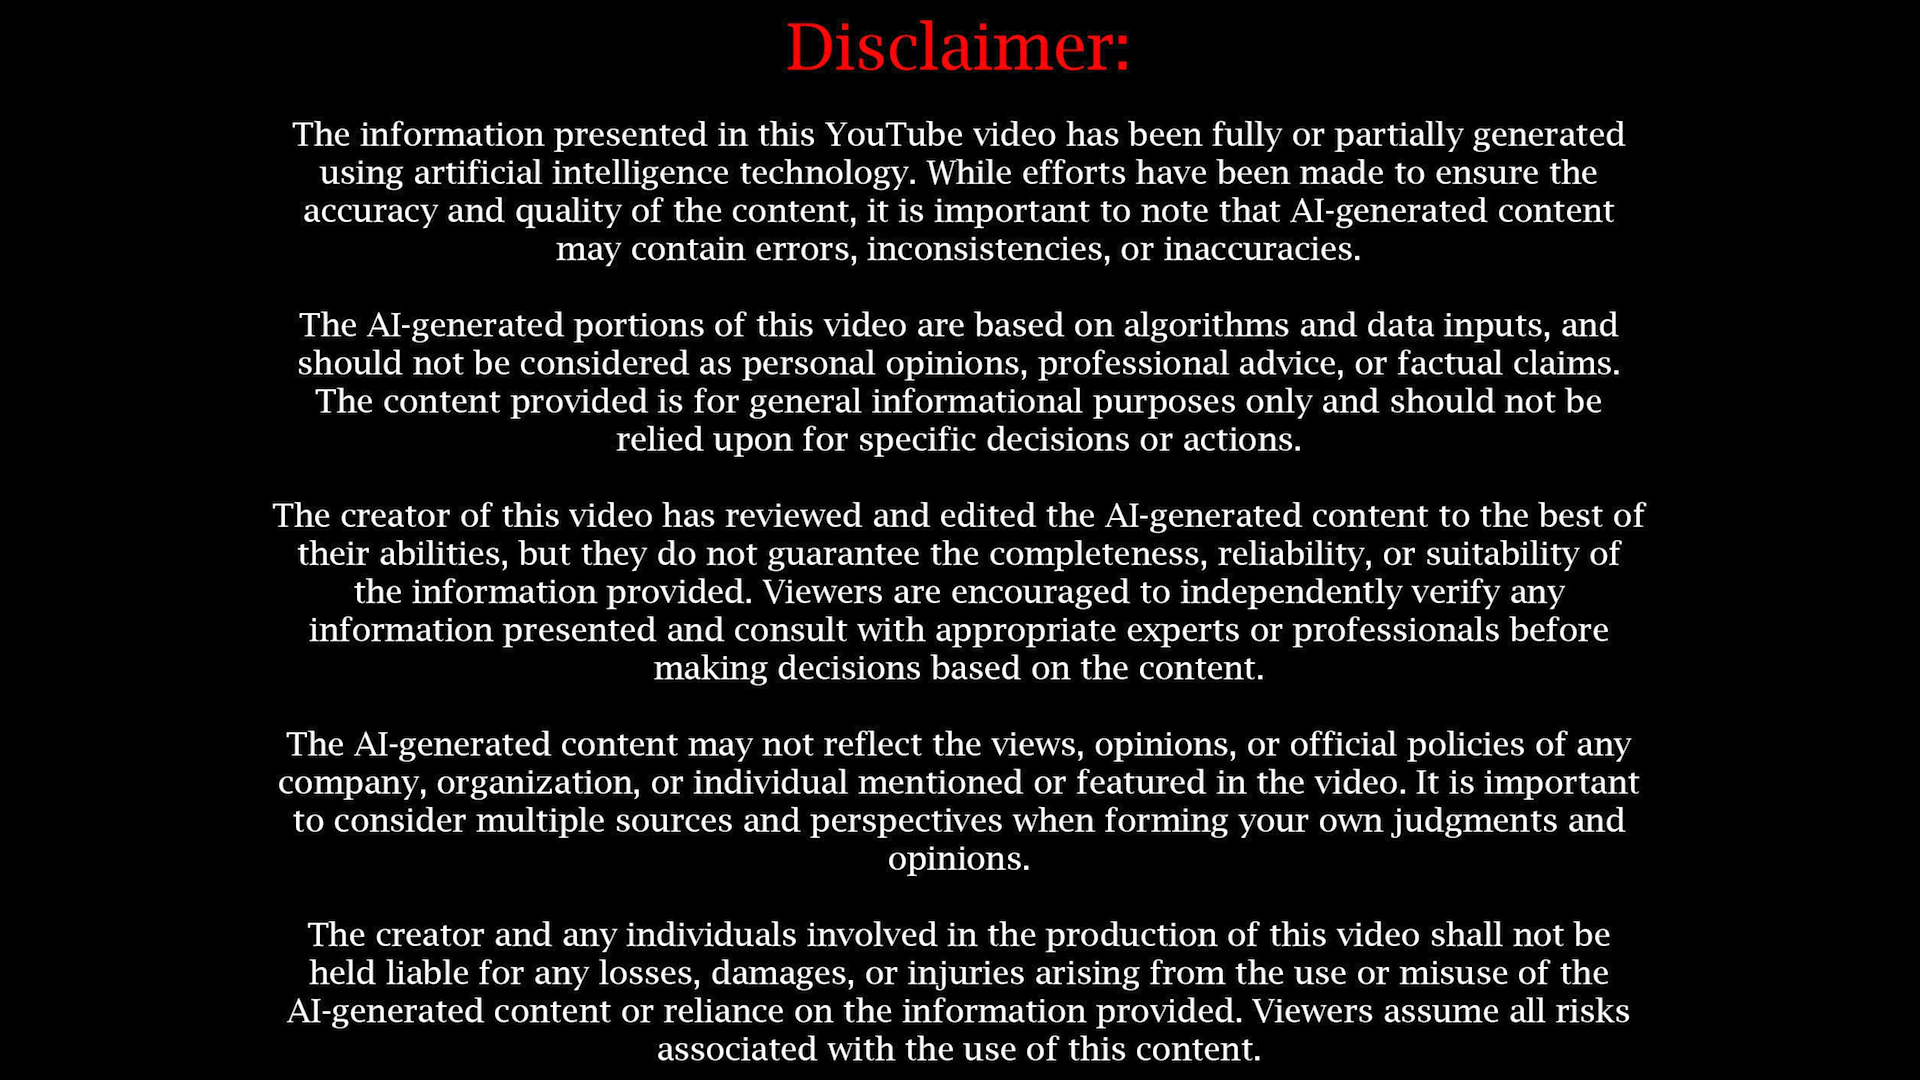 Disclaimer:
The information presented in this YouTube video has been fully or partially generated
using artificial intelligence technology. While efforts have been made to ensure the
accuracy and quality of the content, it is important to note that AI-generated content
may contain errors, inconsistencies, or inaccuracies.
The AI-generated portions of this video are based on algorithms and data inputs, and
should not be considered as personal opinions, professional advice, or factual claims.
The content provided is for general informational purposes only and should not be
relied upon for specific decisions or actions.
The creator of this video has reviewed and edited the AI-generated content to the best of
their abilities, but they do not guarantee the completeness, reliability, or suitability of
the information provided. Viewers are encouraged to independently verify any
information presented and consult with appropriate experts or professionals before
making decisions based on the content.
The AI-generated content may not reflect the views, opinions, or official policies of any
company, organization, or individual mentioned or featured in the video. It is important
to consider multiple sources and perspectives when forming your own judgments and
opinions.
The creator and any individuals involved in the production of this video shall not be
held liable for any losses, damages, or injuries arising from the use or misuse of the
AI-generated content or reliance on the information provided. Viewers assume all risks
associated with the use of this content.